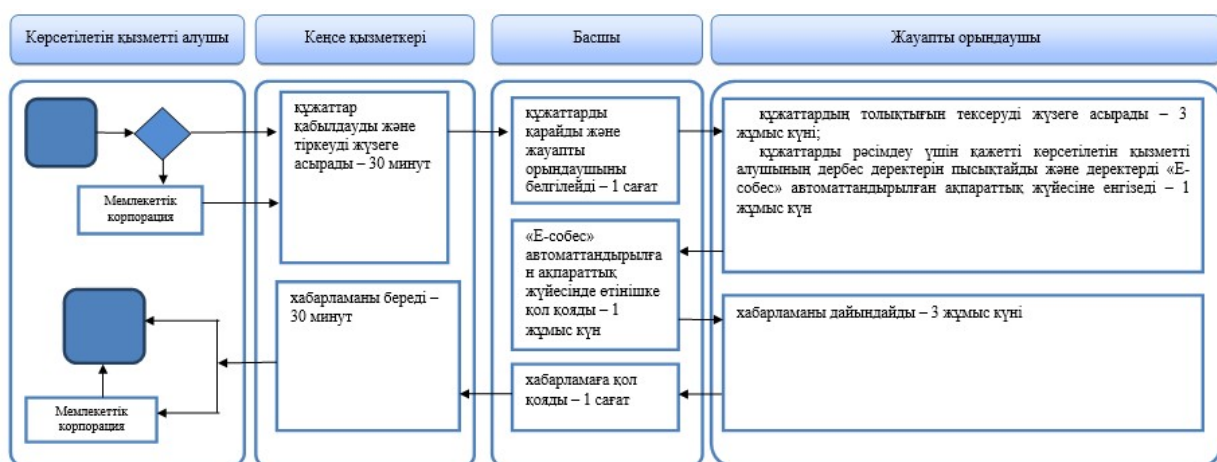 Көрсетілетін қызметті алушы
Кеңсе қызметкері
Басшы
Жауапты орындаушы
құжаттар
қабылдауды және
тіркеуді жүзеге
асырады – 30 минут
құжаттарды
қарайды және
жауапты
орындаушыны
белгілейді – 1 сағат
құжаттардың толықтығын тексеруді жүзеге асырады – 3
жұмыс күні;
құжаттарды рәсімдеу үшін қажетті көрсетілетін қызметті
алушының дербес деректерін пысықтайды және деректерді «Е-
собес» автоматтандырылған ақпараттық жүйесіне енгізеді – 1
жұмыс күн
Мемлекеттік
корпорация
«Е-собес»
автоматтандырылға
н ақпараттық
жүйесінде өтінішке
қол қояды – 1
жұмыс күн
хабарламаны береді –
30 минут
хабарламаны дайындайды – 3 жұмыс күні
хабарламаға қол
қояды – 1 сағат
Мемлекеттік
корпорация